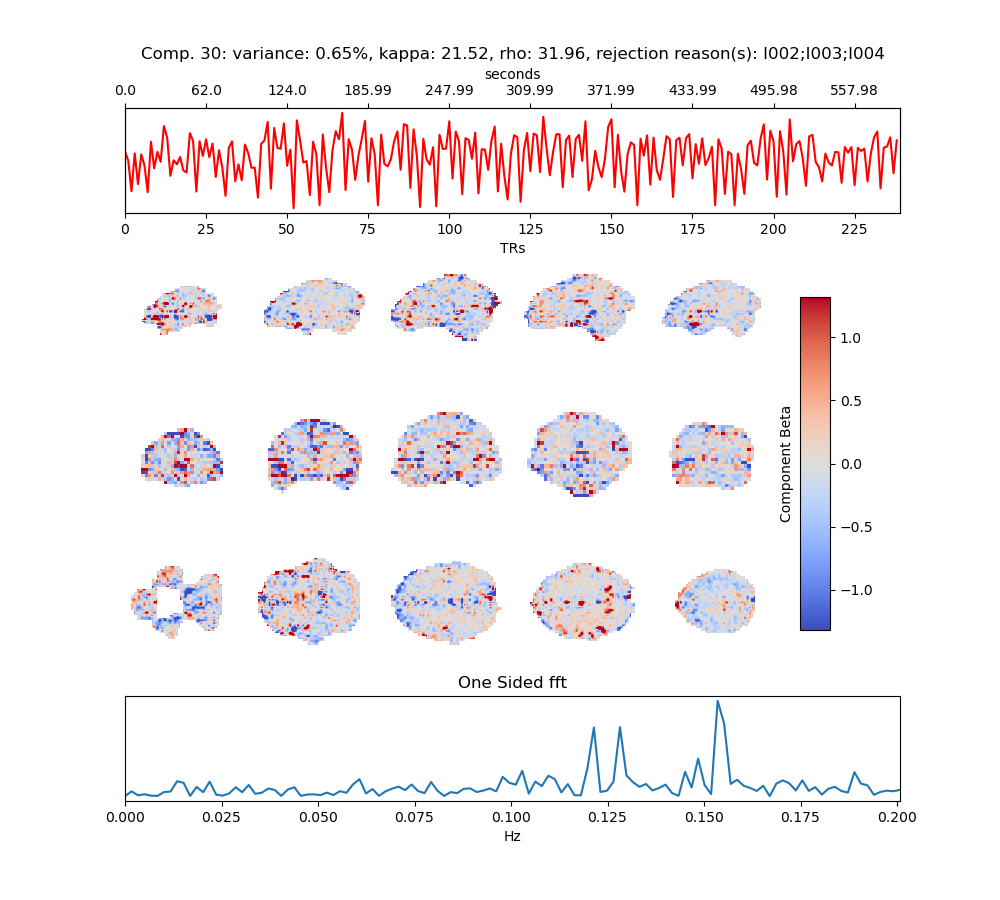 Comp. 30: variance: 0.65%, kappa: 21.52, rho: 31.96, rejection reason(s): I002;I003;I004
seconds
0.0 62.0 124.0 185.99 247.99 309.99 371.99 433.99 495.98 557.98
0 25 50 75 100 125 150 175 200 225
TRs
1.0
0.5
0.0
−0.5
−1.0
Component Beta
One Sided fft
0.000 0.025 0.050 0.075 0.100 0.125 0.150 0.175 0.200
Hz